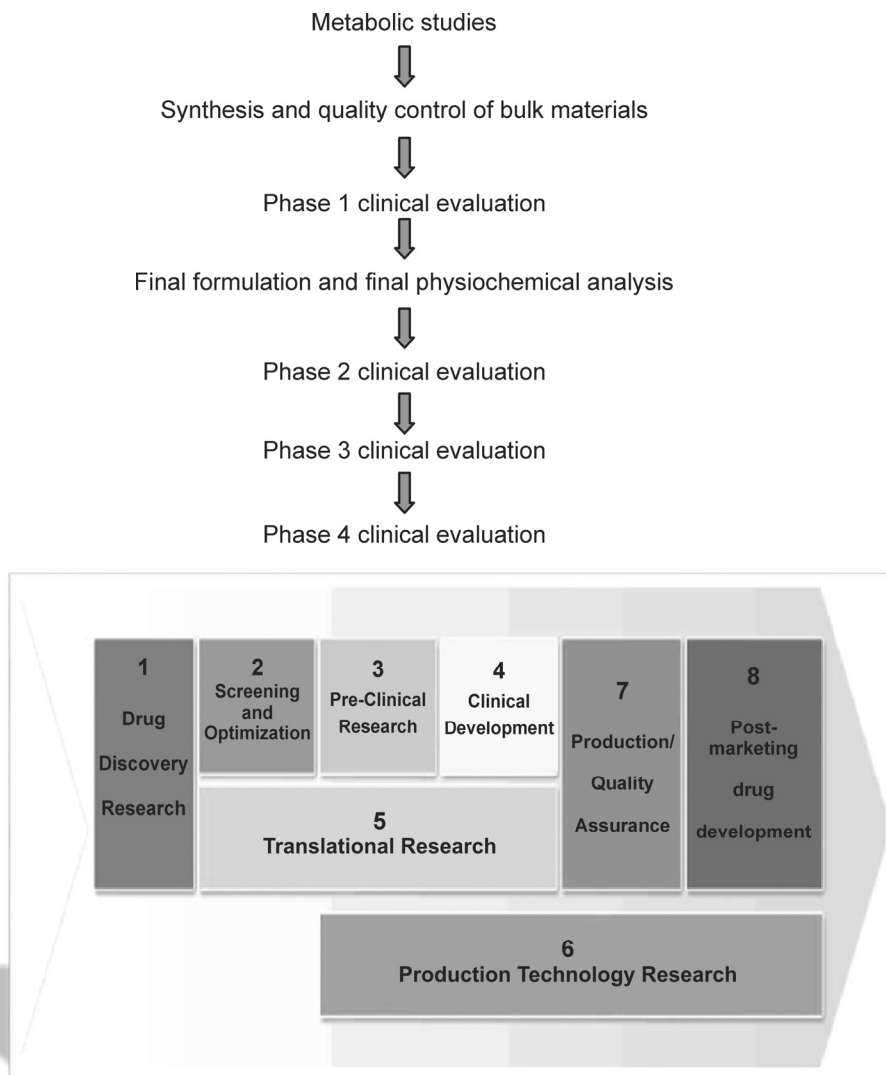 Metabolic studies
Synthesis and quality control of bulk materials
Phase 1 clinical evaluation
Final formulation and final physiochemical analysis
Phase 2 clinical evaluation
Phase 3 clinical evaluation
Phase 4 clinical evaluation
1
Drug
Discovery
Research
2
Screening
and
Optimization
3
Pre-Clinical
Research
4
Clinical
Development
5
Translational Research
7
Production/
Quality
Assurance
8
Post-
marketing
drug
development
6
Production Technology Research